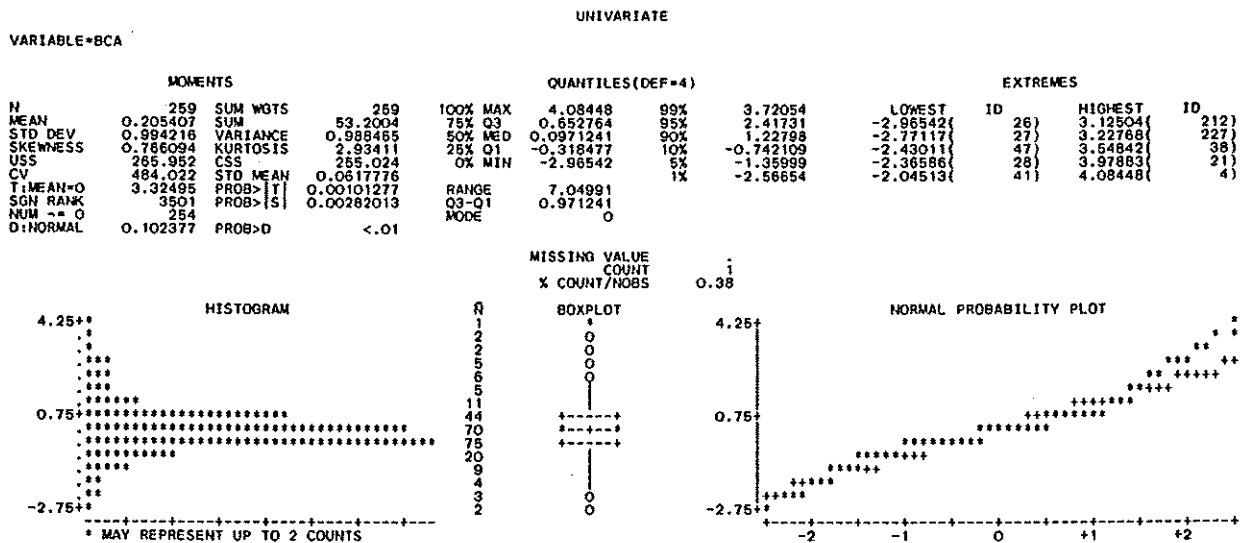 UNIVARIATE
VARIABLE=BCA
MOMENTS
N 259 SUM WGTS 259
MEAN 0.205407 SUM 53.2004
STD DEV 0.994216 VARIANCE 0.988465
SKEWNESS 0.786094 KURTOSIS 2.93411
USS 265.952 CSS 255.024
CV 484.022 STD MEAN 0.0617776
T:MEAN=0 3.32495 PROB>|T| 0.00101277
SGN RANK 3501 PROB>|S| 0.00282013
NUM ¬= 0 254
D:NORMAL 0.102377 PROB>D <.01
QUANTILES(DEF=4)
100% MAX 4.08448 99% 3.72054
75% Q3 0.652764 95% 2.41731
50% MED 0.0971241 90% 1.22798
25% Q1 -0.318477 10% -0.742109
0% MIN -2.96542 5% -1.35999
1% -2.56654
RANGE 7.04991
Q3-Q1 0.971241
MODE 0
EXTREMES
LOWEST ID HIGHEST ID
-2.96542( 26) 3.12504( 212)
-2.77117( 27) 3.22768( 227)
-2.43011( 47) 3.54842( 38)
-2.36586( 28) 3.97883( 21)
-2.04513( 41) 4.08448( 4)
MISSING VALUE .
COUNT 1
% COUNT/NOBS 0.38
HISTOGRAM
4.25
0.75
-2.75
* MAY REPRESENT UP TO 2 COUNTS
1
2
2
5
6
5
11
44
70
75
20
9
4
3
2
BOXPLOT
NORMAL PROBABILITY PLOT
4.25
0.75
-2.75
-2 -1 0 +1 +2